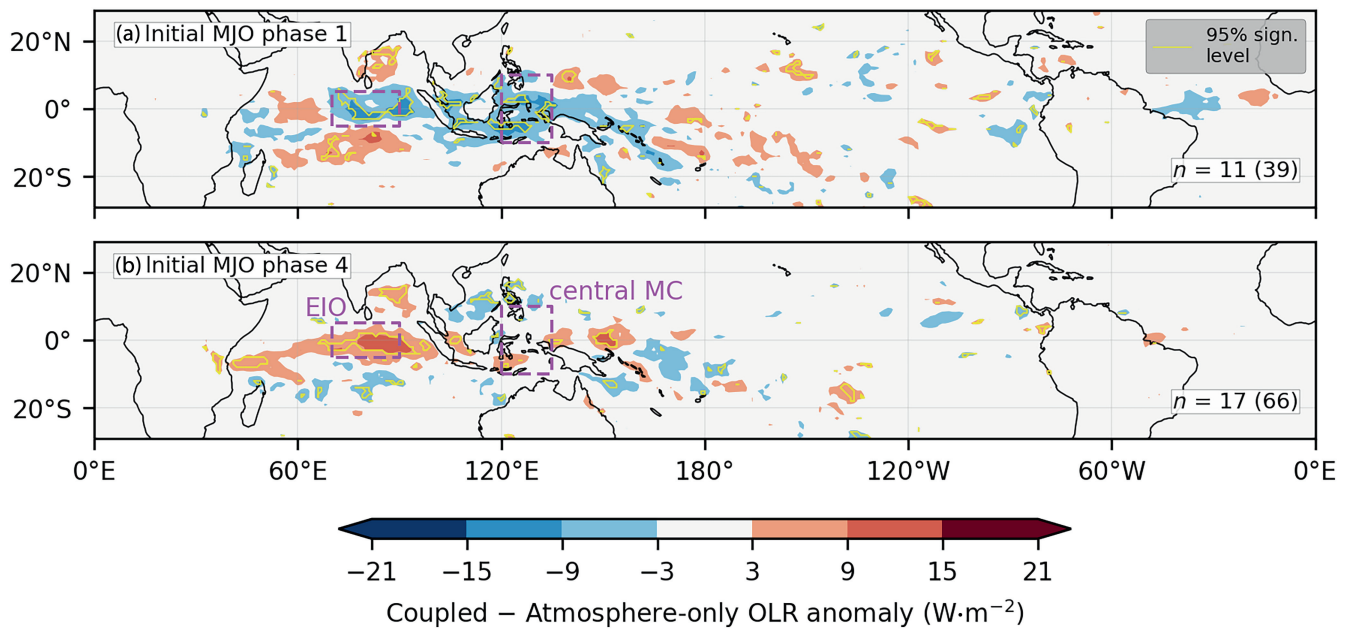 (a) Initial MJO phase 1
95% sign.
level
20°N
0°
20°S
n = 11 (39)
(b) Initial MJO phase 4
EIO
central MC
20°N
0°
20°S
n = 17 (66)
0°E 60°E 120°E 180° 120°W 60°W 0°E
−21 −15 −9 −3 3 9 15 21
Coupled − Atmosphere-only OLR anomaly (W·m⁻²)